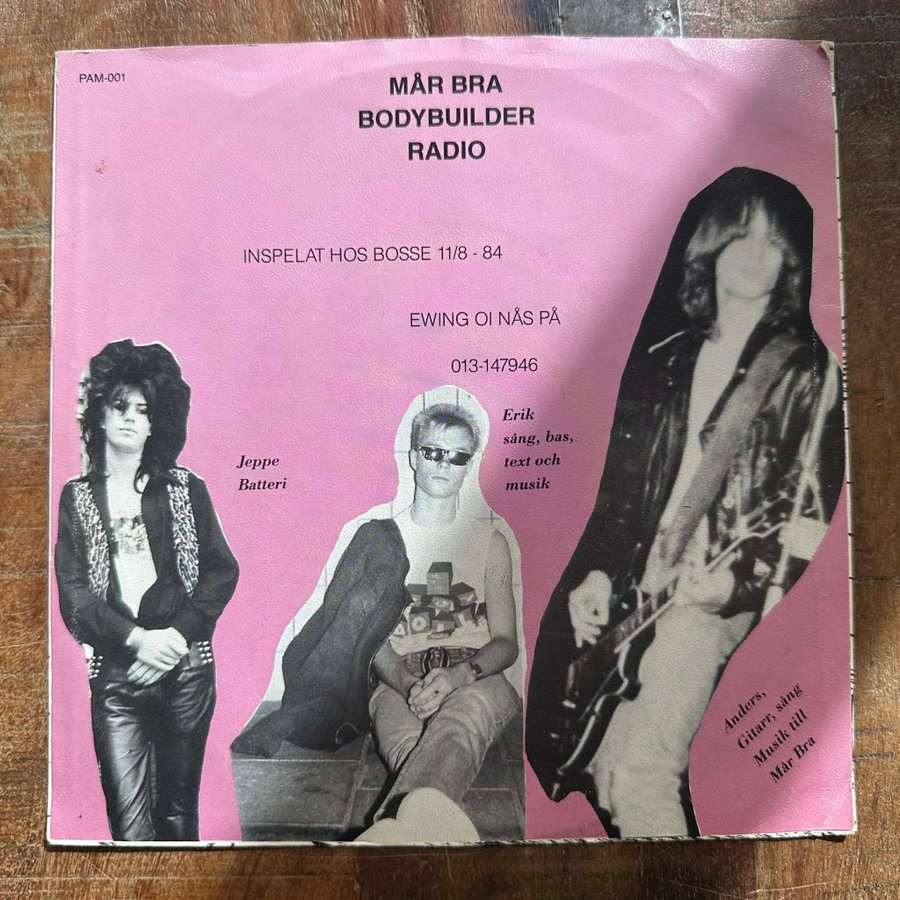 PAM-001
MÅR BRA
BODYBUILDER
RADIO
INSPELAT HOS BOSSE 11/8 - 84
EWING OI NÅS PÅ
013-147946
Erik
sång, bas,
text och
musik
Jeppe
Batteri
Anders,
Gitarr, sång
Musik till
Mår Bra